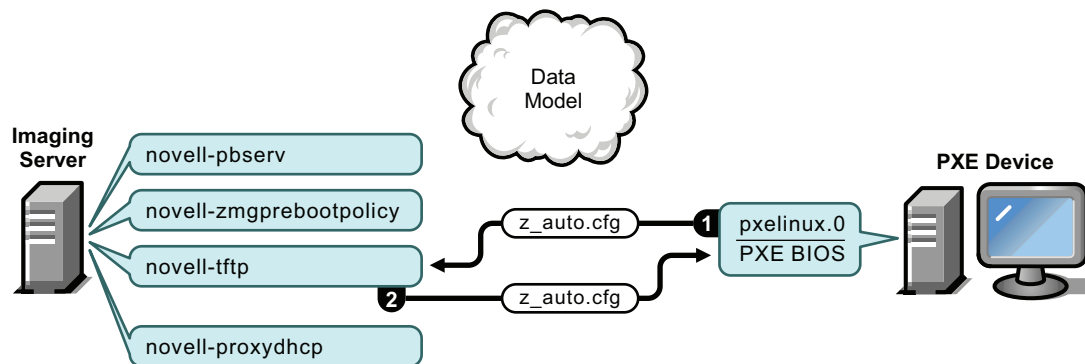 Data
Model
Imaging
Server
novell-pbserv
PXE Device
novell-zmgprebootpolicy
z_auto.cfg
1
pxelinux.0
PXE BIOS
novell-tftp
2
z_auto.cfg
novell-proxydhcp